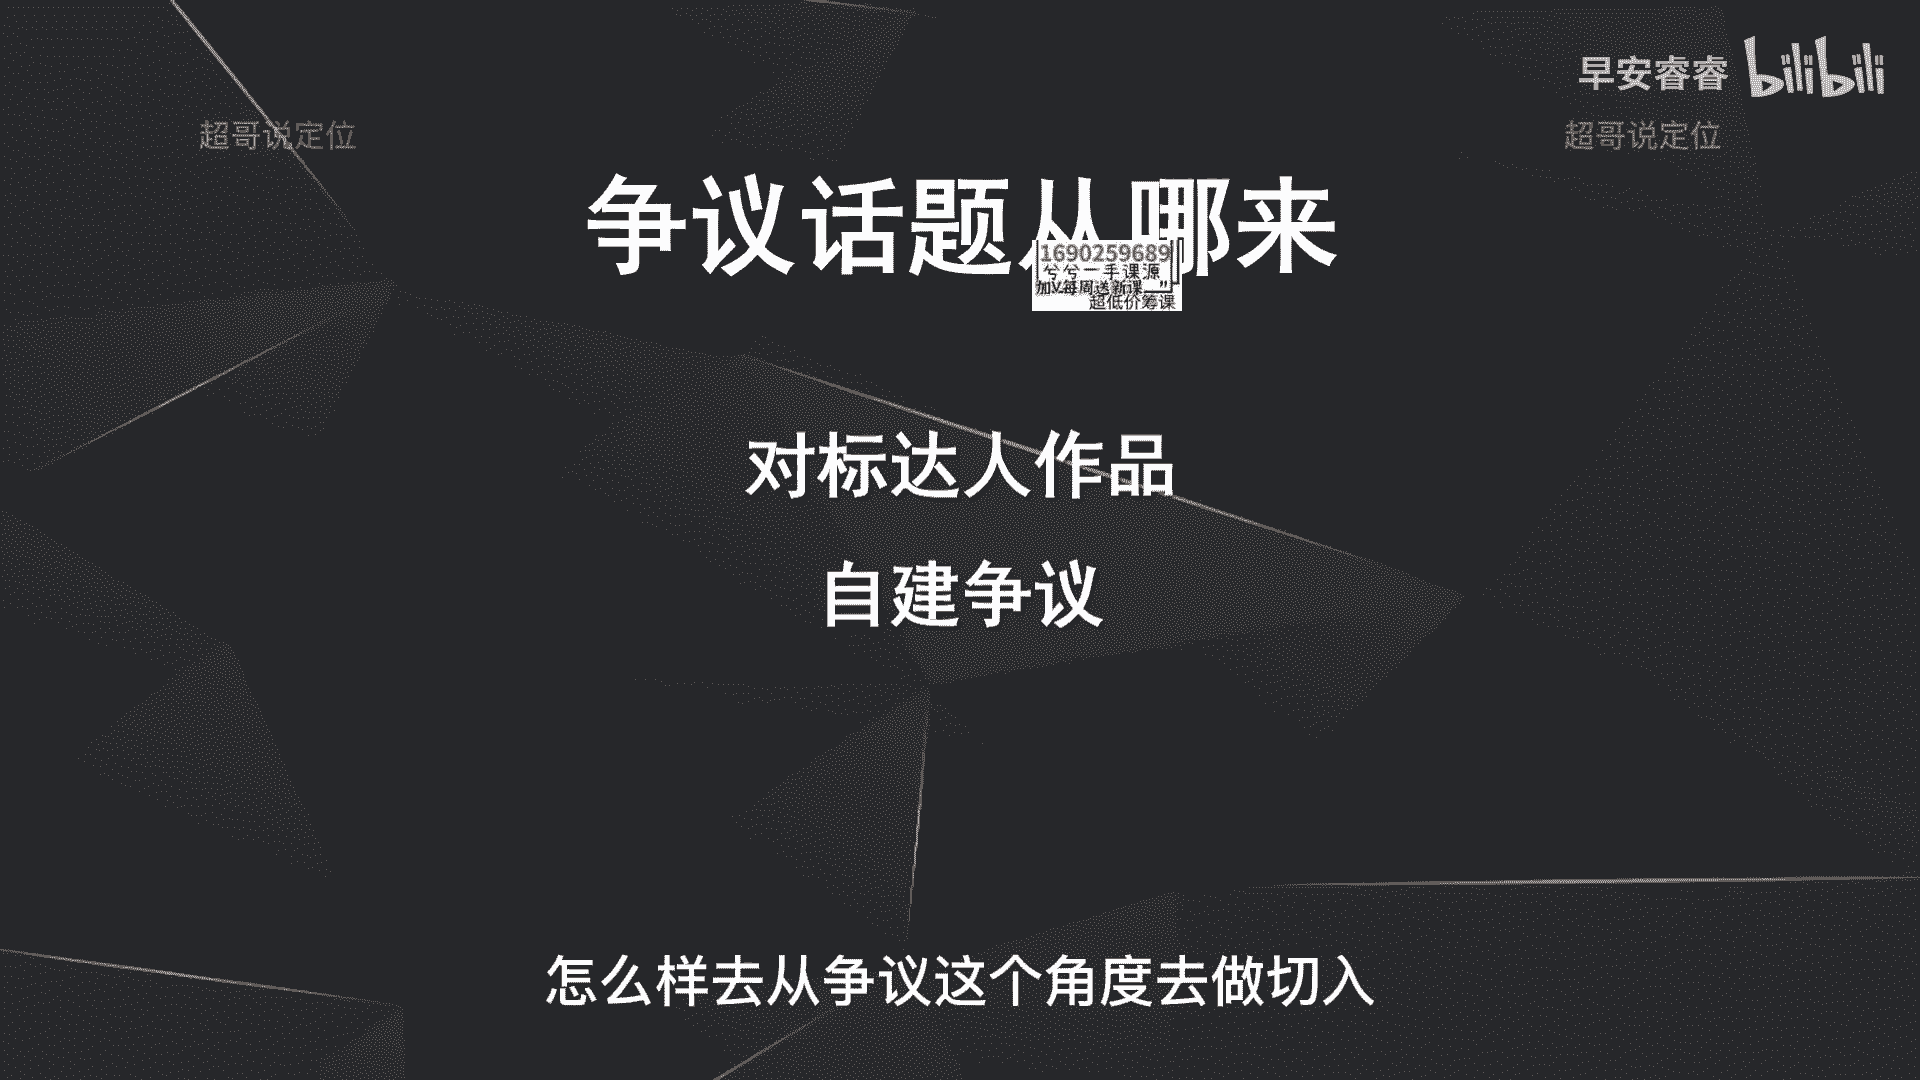 早安睿睿 bilibili
超哥说定位
超哥说定位
争议话题从哪来
1690259689
兮兮一手课源
加V每周送新课
超低价筹课
对标达人作品
自建争议
怎么样去从争议这个角度去做切入